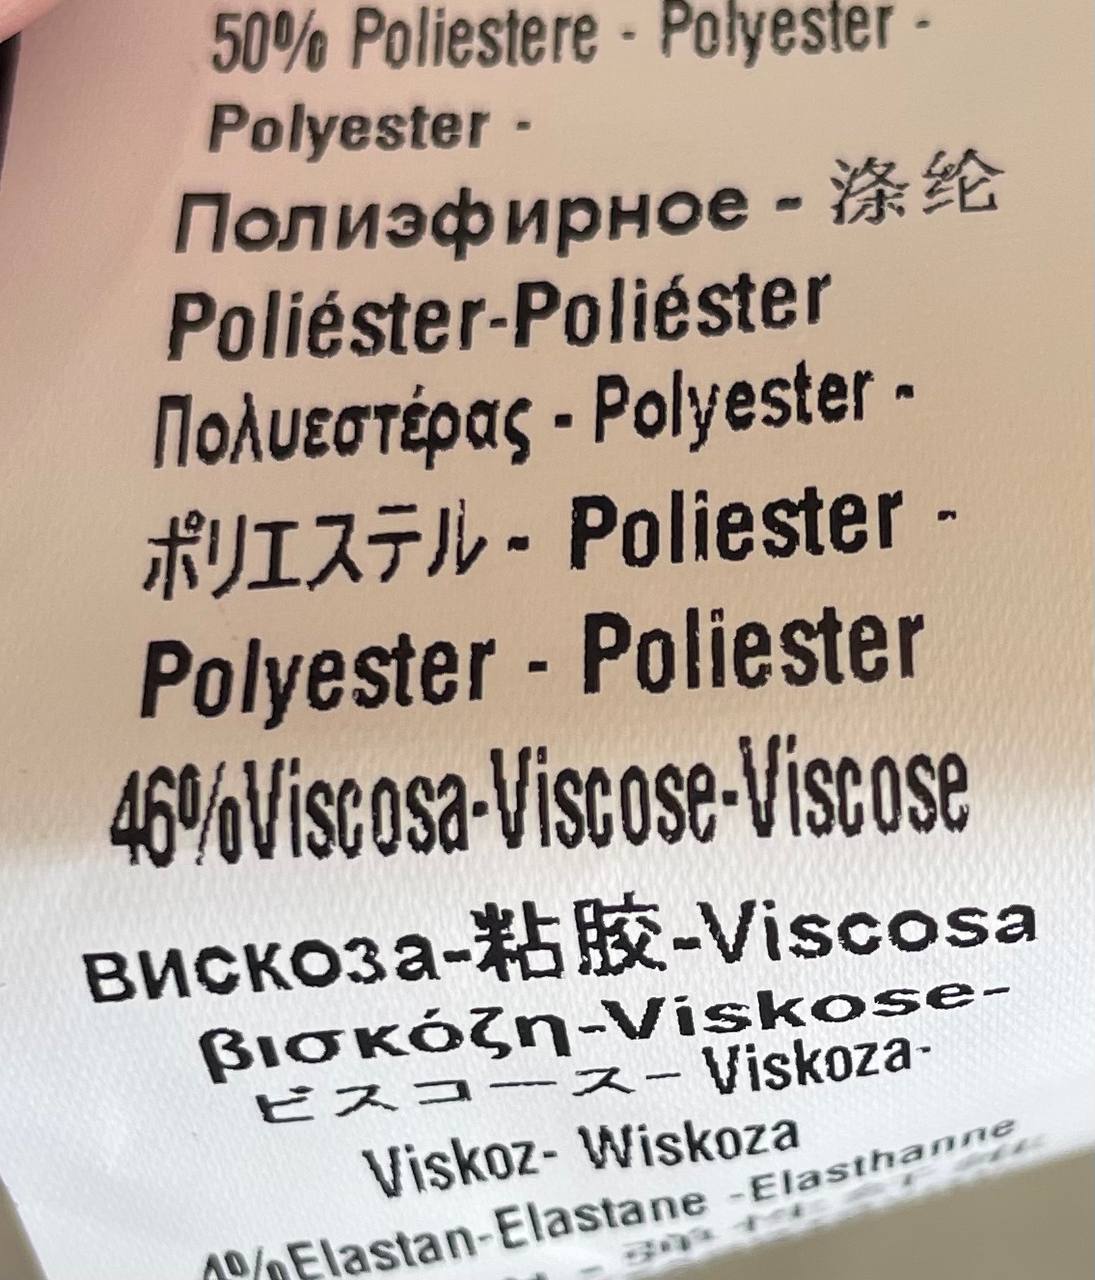 50% Poliestere - Polyester -
Polyester -
Полиэфирное - 涤纶
Poliéster-Poliéster
Πολυεστέρας - Polyester -
ポリエステル - Poliester -
Polyester - Poliester
46%Viscosa-Viscose-Viscose
вискоза-粘胶-Viscosa
βισκόζη-Viskose-
ビスコース- Viskoza-
Viskoz- Wiskoza
4%Elastan-Elastane -Elasthanne